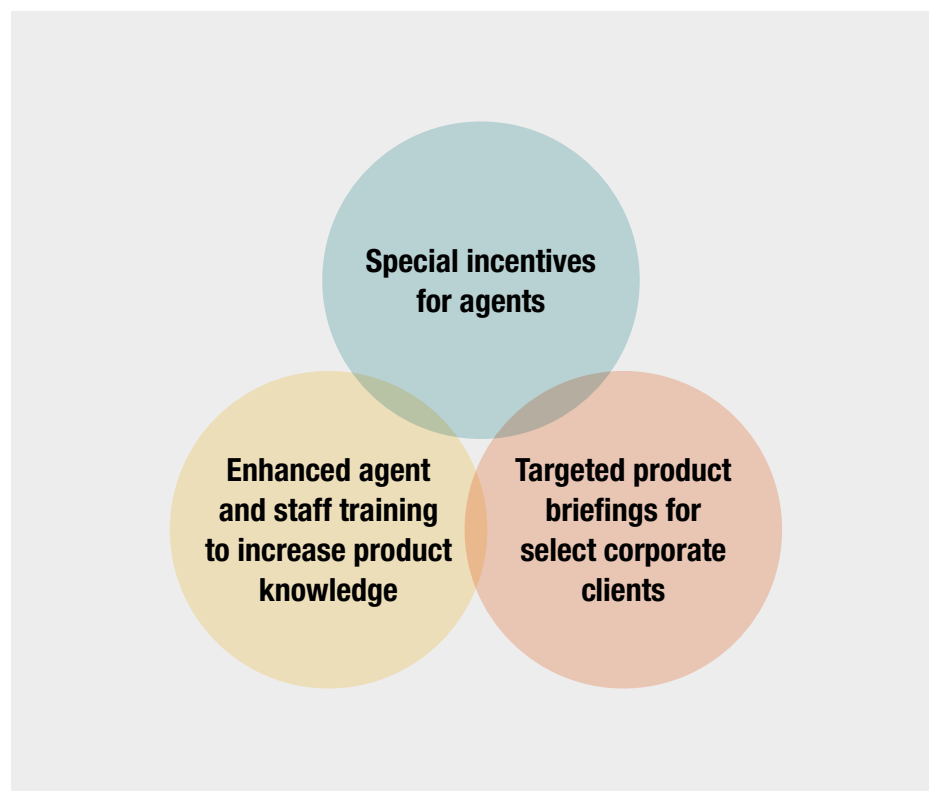 Special incentives
for agents
Enhanced agent
and staff training
to increase product
knowledge
Targeted product
briefings for
select corporate
clients